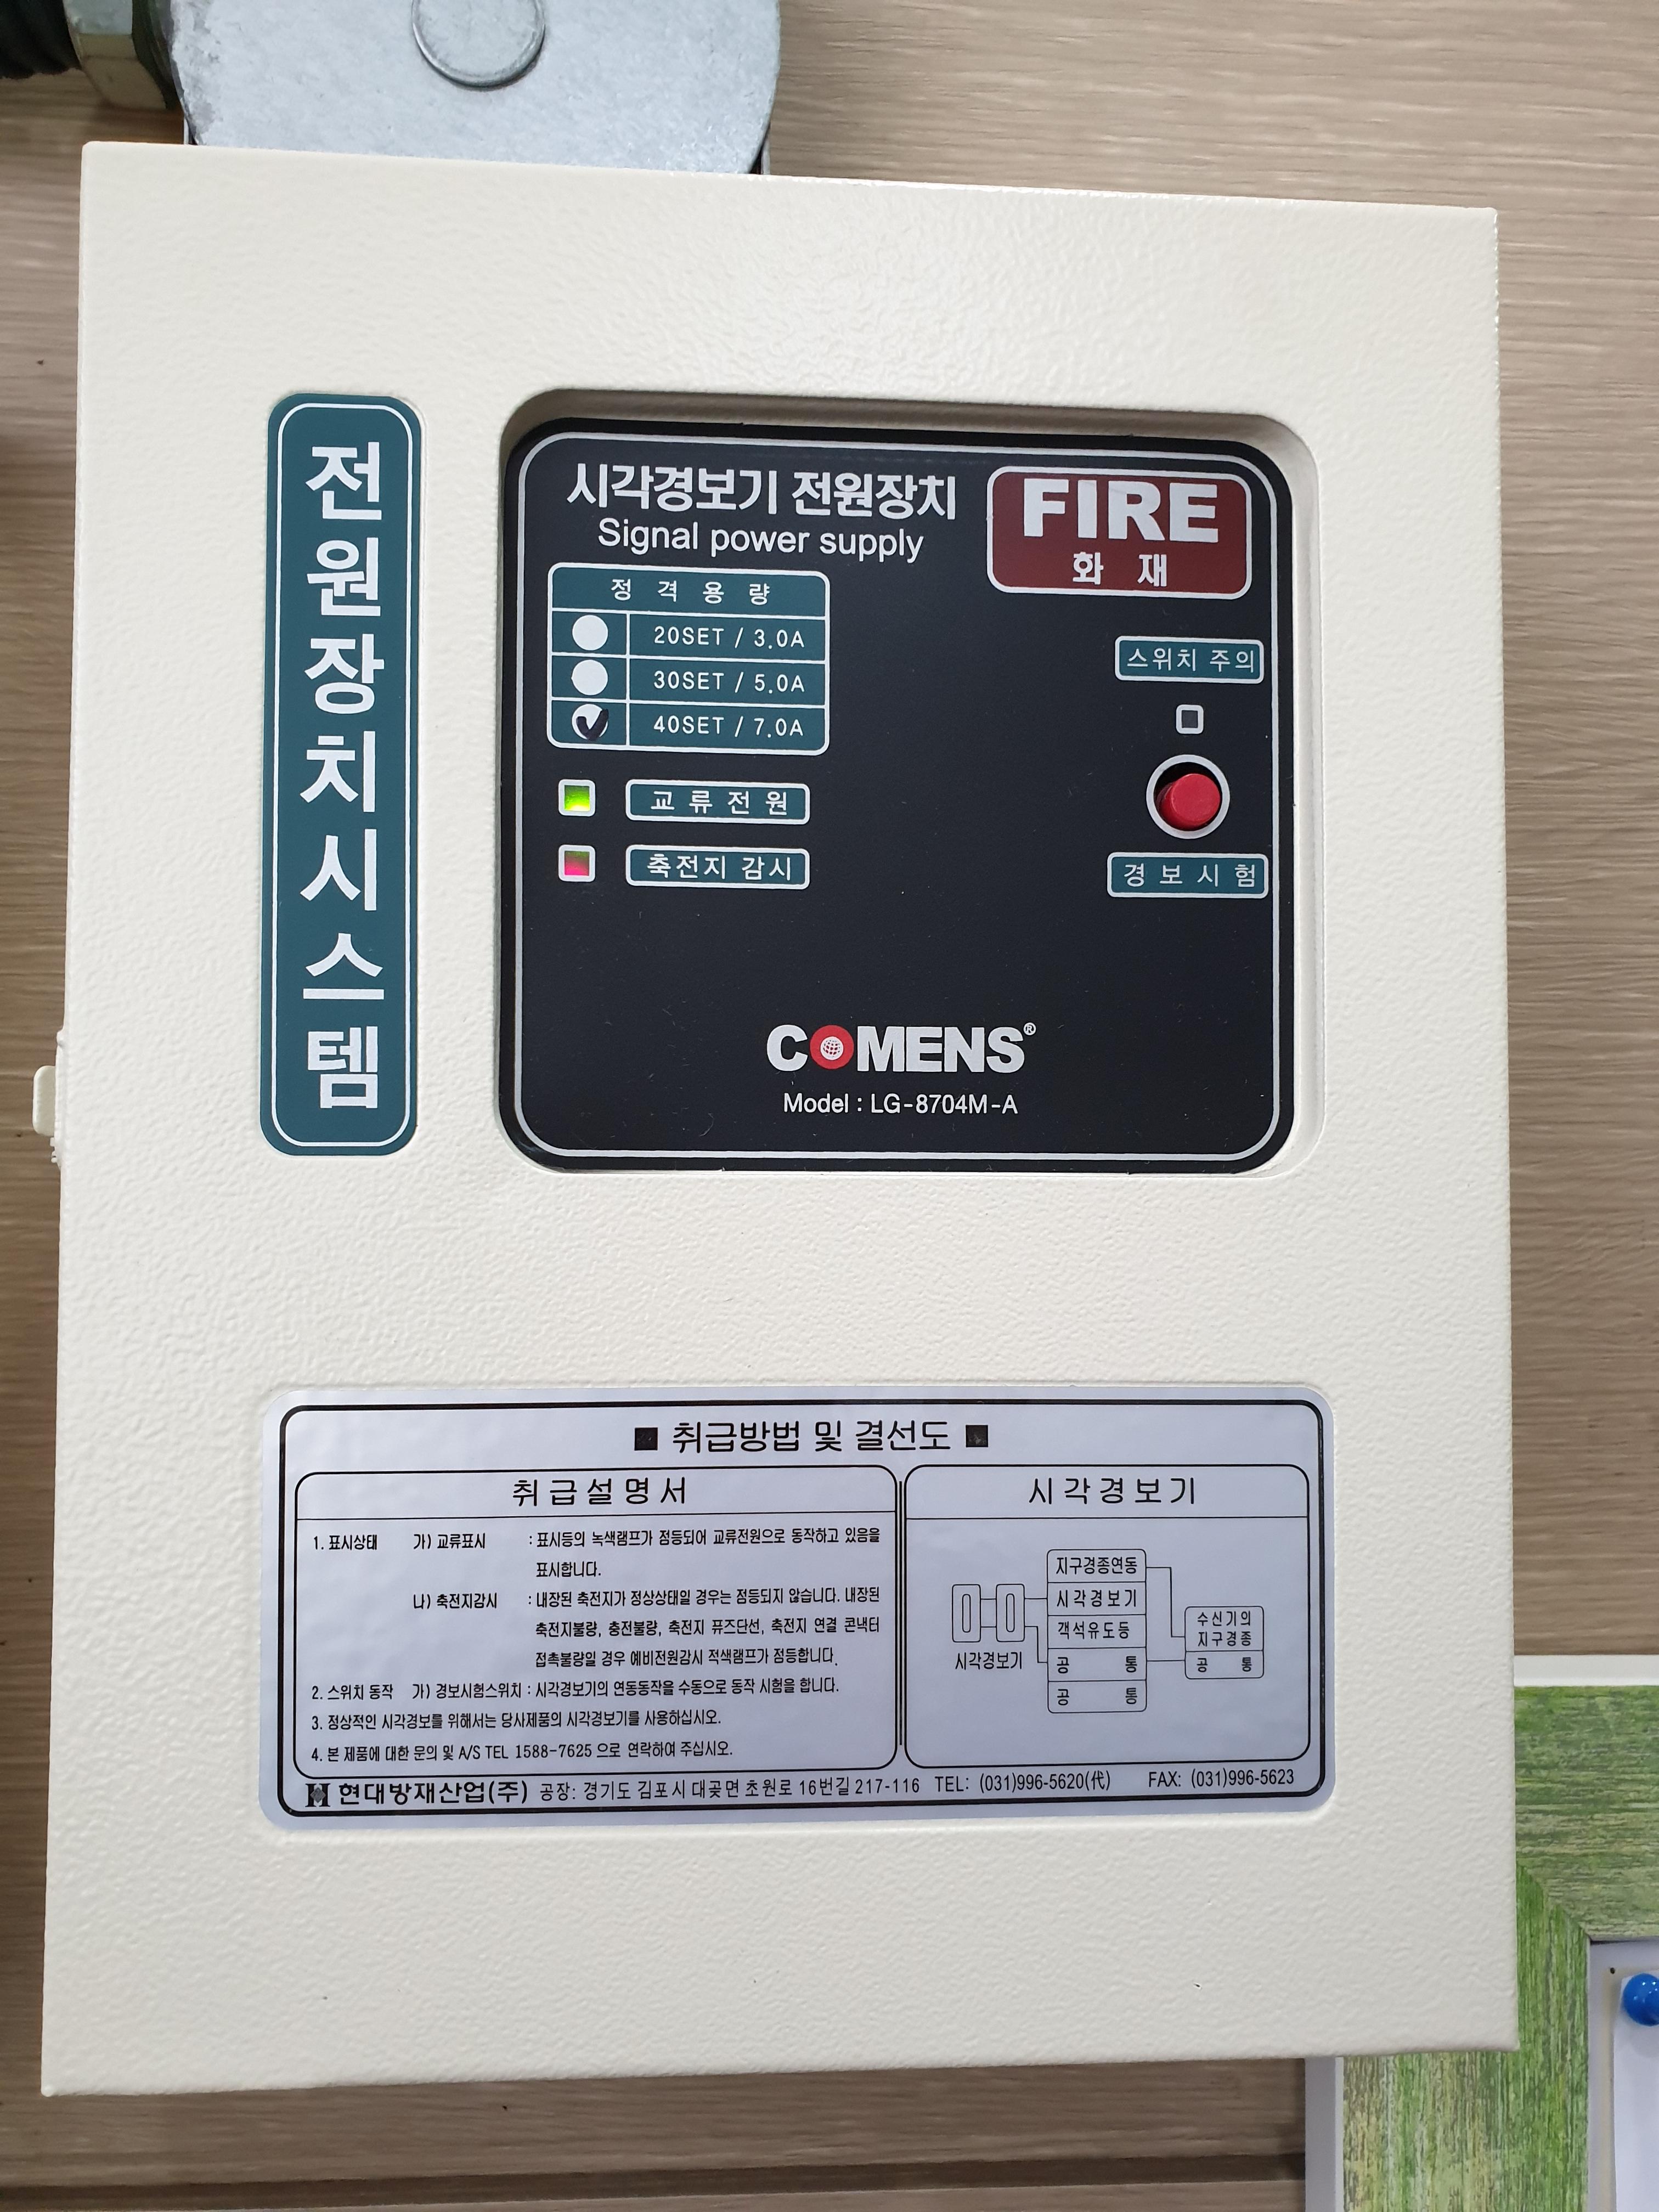 전원장치시스템
시각경보기 전원장치
Signal power supply
FIRE
화 재
정 격 용 량
20SET / 3.0A
30SET / 5.0A
40SET / 7.0A
교 류 전 원
축전지 감시
스위치 주의
경 보 시 험
COMENS®
Model : LG-8704M-A
■ 취급방법 및 결선도 ■
취 급 설 명 서
1. 표시상태 가) 교류표시 : 표시등의 녹색램프가 점등되어 교류전원으로 동작하고 있음을
표시합니다.
나) 축전지감시 : 내장된 축전지가 정상상태일 경우는 점등되지 않습니다. 내장된
축전지불량, 충전불량, 축전지 퓨즈단선, 축전지 연결 콘낵터
접촉불량일 경우 예비전원감시 적색램프가 점등합니다.
2. 스위치 동작 가) 경보시험스위치 : 시각경보기의 연동동작을 수동으로 동작 시험을 합니다.
3. 정상적인 시각경보를 위해서는 당사제품의 시각경보기를 사용하십시오.
4. 본 제품에 대한 문의 및 A/S TEL 1588-7625 으로 연락하여 주십시오.
시각경보기
지구경종연동
시각경보기
객석유도등
공 통
공 통
시각경보기
수신기의
지구경종
공 통
H 현대방재산업(주) 공장: 경기도 김포시 대곶면 초원로 16번길 217-116 TEL: (031)996-5620(代) FAX: (031)996-5623